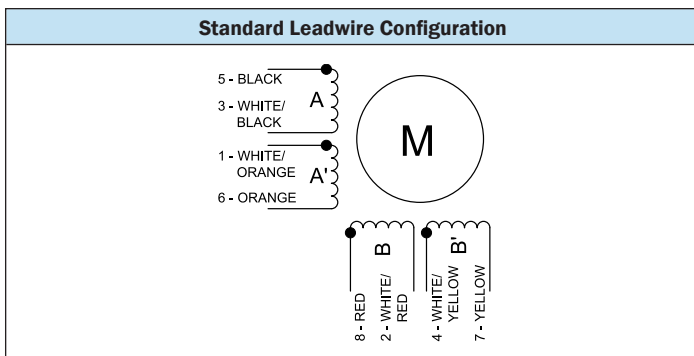 Standard Leadwire Configuration
5 - BLACK
3 - WHITE/
BLACK
A
1 - WHITE/
ORANGE
6 - ORANGE
A'
M
B
B'
8 - RED
2 - WHITE/
RED
4 - WHITE/
YELLOW
7 - YELLOW